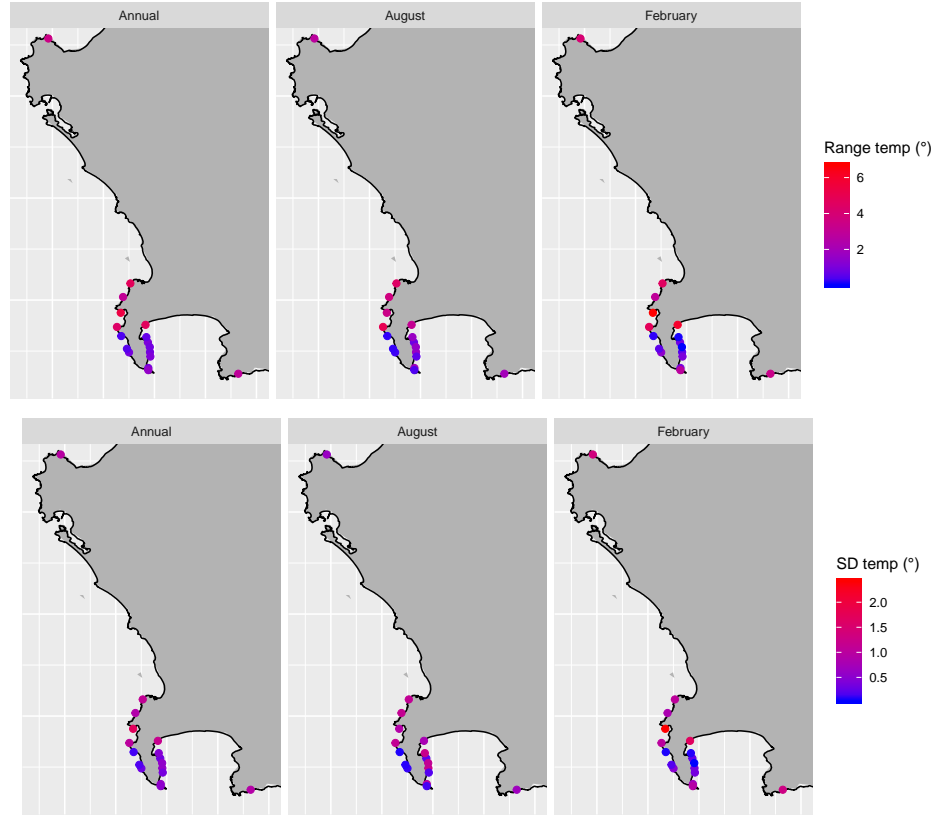 Annual
August
February
Range temp (°)
6
4
2
Annual
August
February
SD temp (°)
2.0
1.5
1.0
0.5